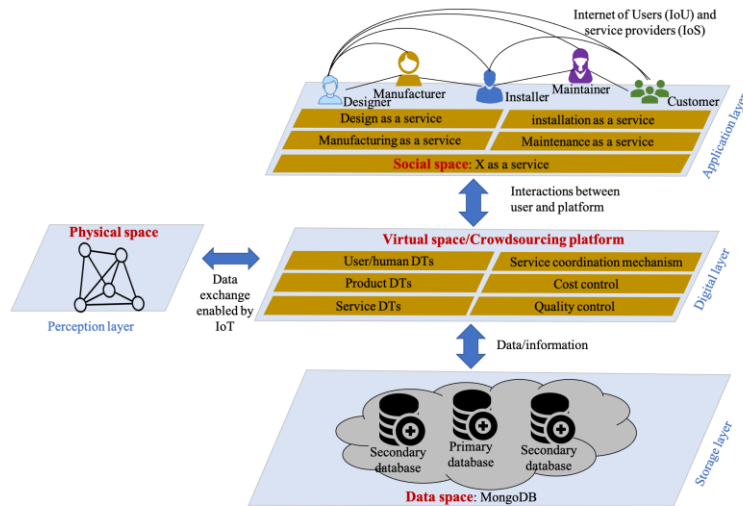 Internet of Users (IoU) and
service providers (IoS)
Designer
Manufacturer
Installer
Maintainer
Customer
Design as a service
installation as a service
Manufacturing as a service
Maintenance as a service
Social space: X as a service
Application layer
Interactions between
user and platform
Physical space
Perception layer
Data
exchange
enabled by
IoT
Virtual space/Crowdsourcing platform
User/human DTs
Service coordination mechanism
Product DTs
Cost control
Service DTs
Quality control
Digital layer
Data/information
Secondary
database
Primary
database
Secondary
database
Data space: MongoDB
Storage layer